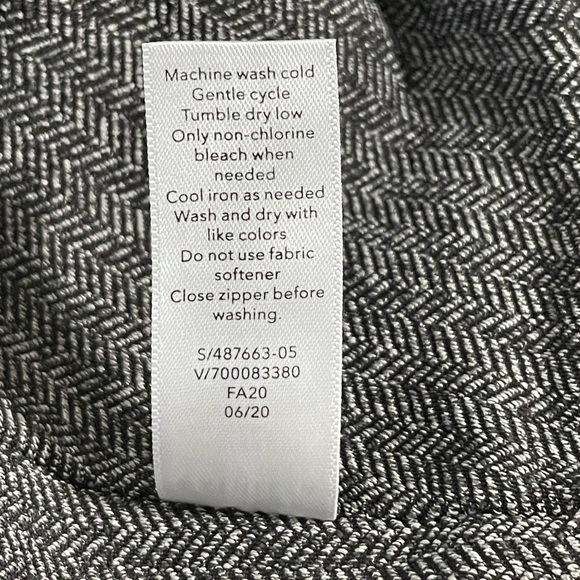 Machine wash cold
Gentle cycle
Tumble dry low
Only non-chlorine
bleach when
needed
Cool iron as needed
Wash and dry with
like colors
Do not use fabric
softener
Close zipper before
washing.
S/487663-05
V/700083380
FA20
06/20